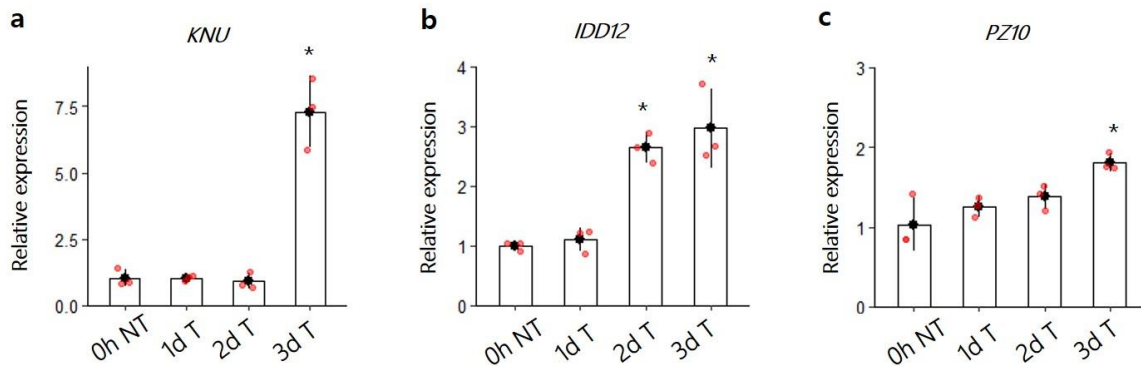 a
KNU
*
Relative expression
7.5
5.0
2.5
0.0
0h NT
1d T
2d T
3d T
b
IDD12
*
*
Relative expression
4
3
2
1
0
0h NT
1d T
2d T
3d T
c
PZ10
*
Relative expression
3
2
1
0
0h NT
1d T
2d T
3d T